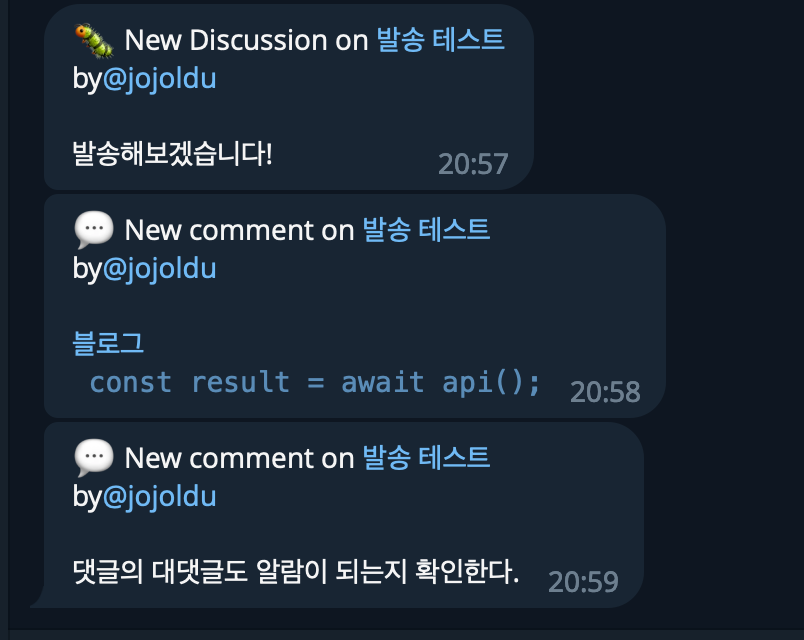 🐛 New Discussion on 발송 테스트
by@jojoldu
발송해보겠습니다!
20:57
💬 New comment on 발송 테스트
by@jojoldu
블로그
const result = await api();
20:58
💬 New comment on 발송 테스트
by@jojoldu
댓글의 대댓글도 알람이 되는지 확인한다.
20:59